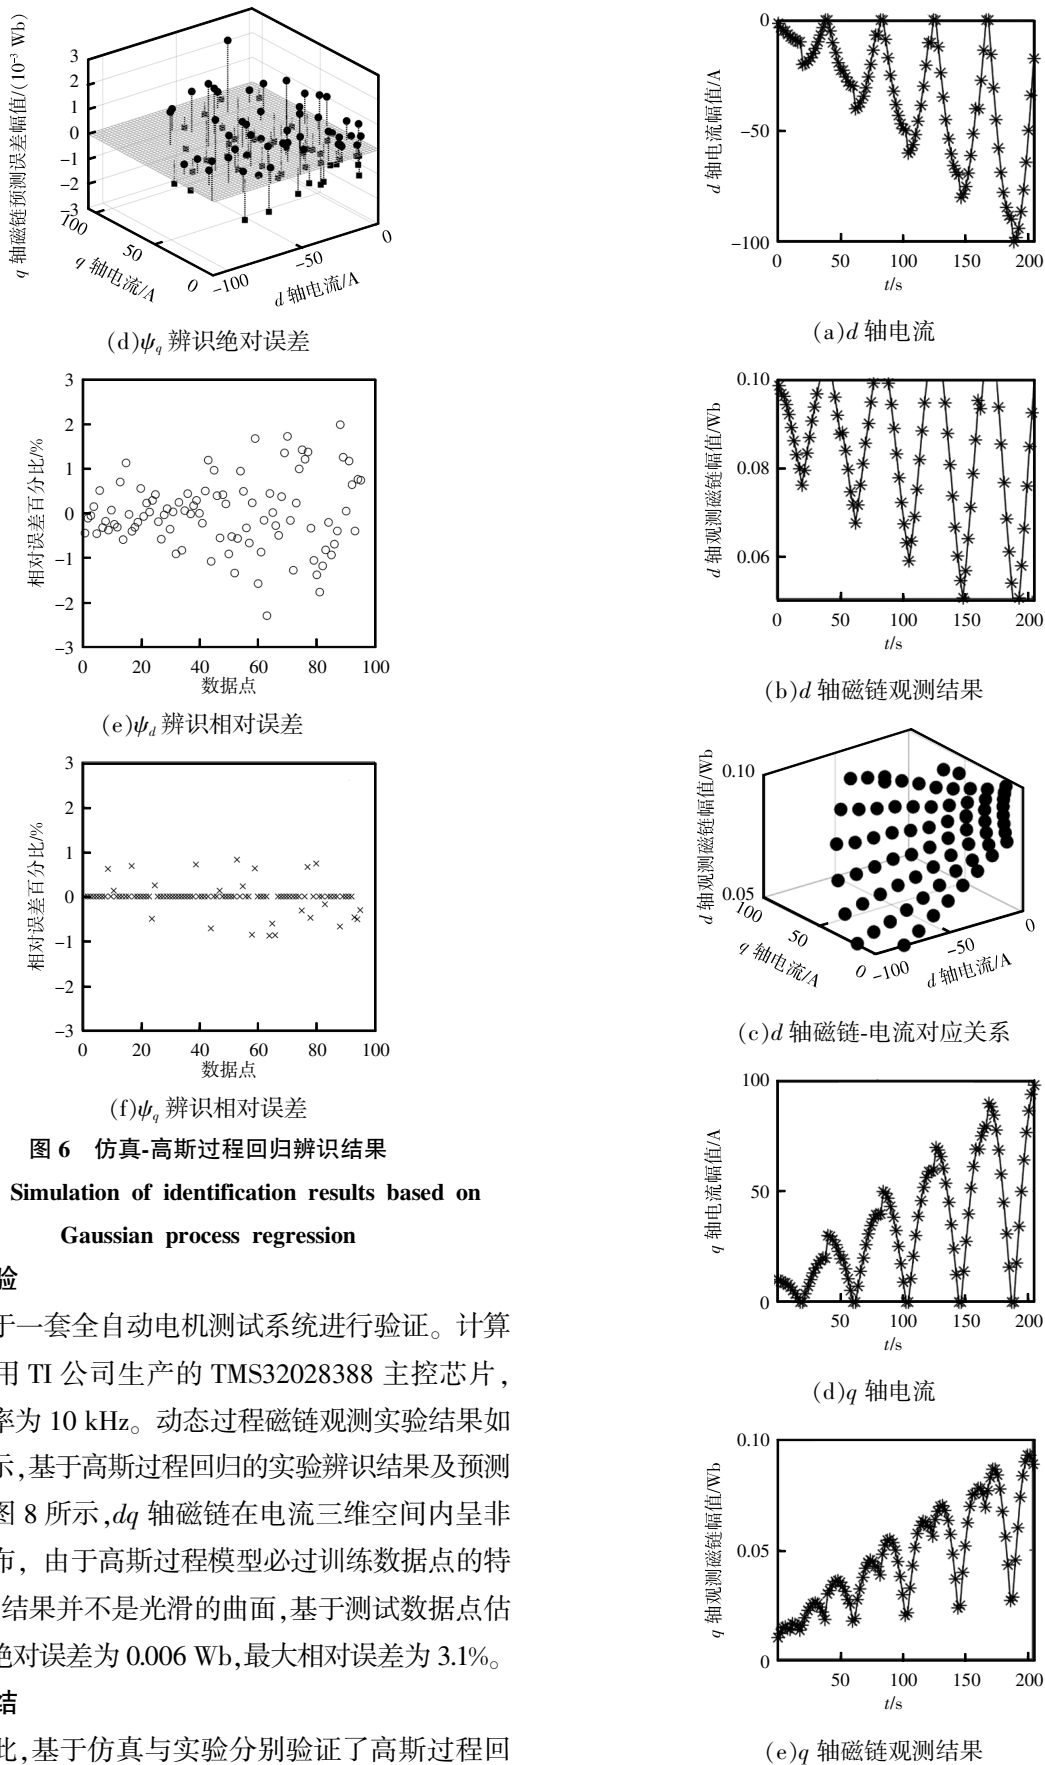 3
2
1
0
−1
−2
−3
q 轴磁链预测误差幅值/(10⁻³ Wb)
100
50
0
q 轴电流/A
−100
−50
0
d 轴电流/A
(d)ψq 辨识绝对误差
3
2
1
0
−1
−2
−3
相对误差百分比/%
0 20 40 60 80 100
数据点
(e)ψd 辨识相对误差
3
2
1
0
−1
−2
−3
相对误差百分比/%
0 20 40 60 80 100
数据点
(f)ψq 辨识相对误差
图 6 仿真-高斯过程回归辨识结果
Simulation of identification results based on
Gaussian process regression
验
于一套全自动电机测试系统进行验证。计算
用 TI 公司生产的 TMS32028388 主控芯片,
率为 10 kHz。动态过程磁链观测实验结果如
示,基于高斯过程回归的实验辨识结果及预测
图 8 所示,dq 轴磁链在电流三维空间内呈非
布，由于高斯过程模型必过训练数据点的特
结果并不是光滑的曲面,基于测试数据点估
绝对误差为 0.006 Wb,最大相对误差为 3.1%。
结
此,基于仿真与实验分别验证了高斯过程回
0
−50
−100
d 轴电流幅值/A
0 50 100 150 200
t/s
(a)d 轴电流
0.10
0.08
0.06
d 轴观测磁链幅值/Wb
0 50 100 150 200
t/s
(b)d 轴磁链观测结果
0.10
0.05
d 轴观测磁链幅值/Wb
100
50
0
q 轴电流/A
−100
−50
0
d 轴电流/A
(c)d 轴磁链-电流对应关系
100
50
0
q 轴电流幅值/A
50 100 150 200
t/s
(d)q 轴电流
0.10
0.05
0
q 轴观测磁链幅值/Wb
50 100 150 200
t/s
(e)q 轴磁链观测结果